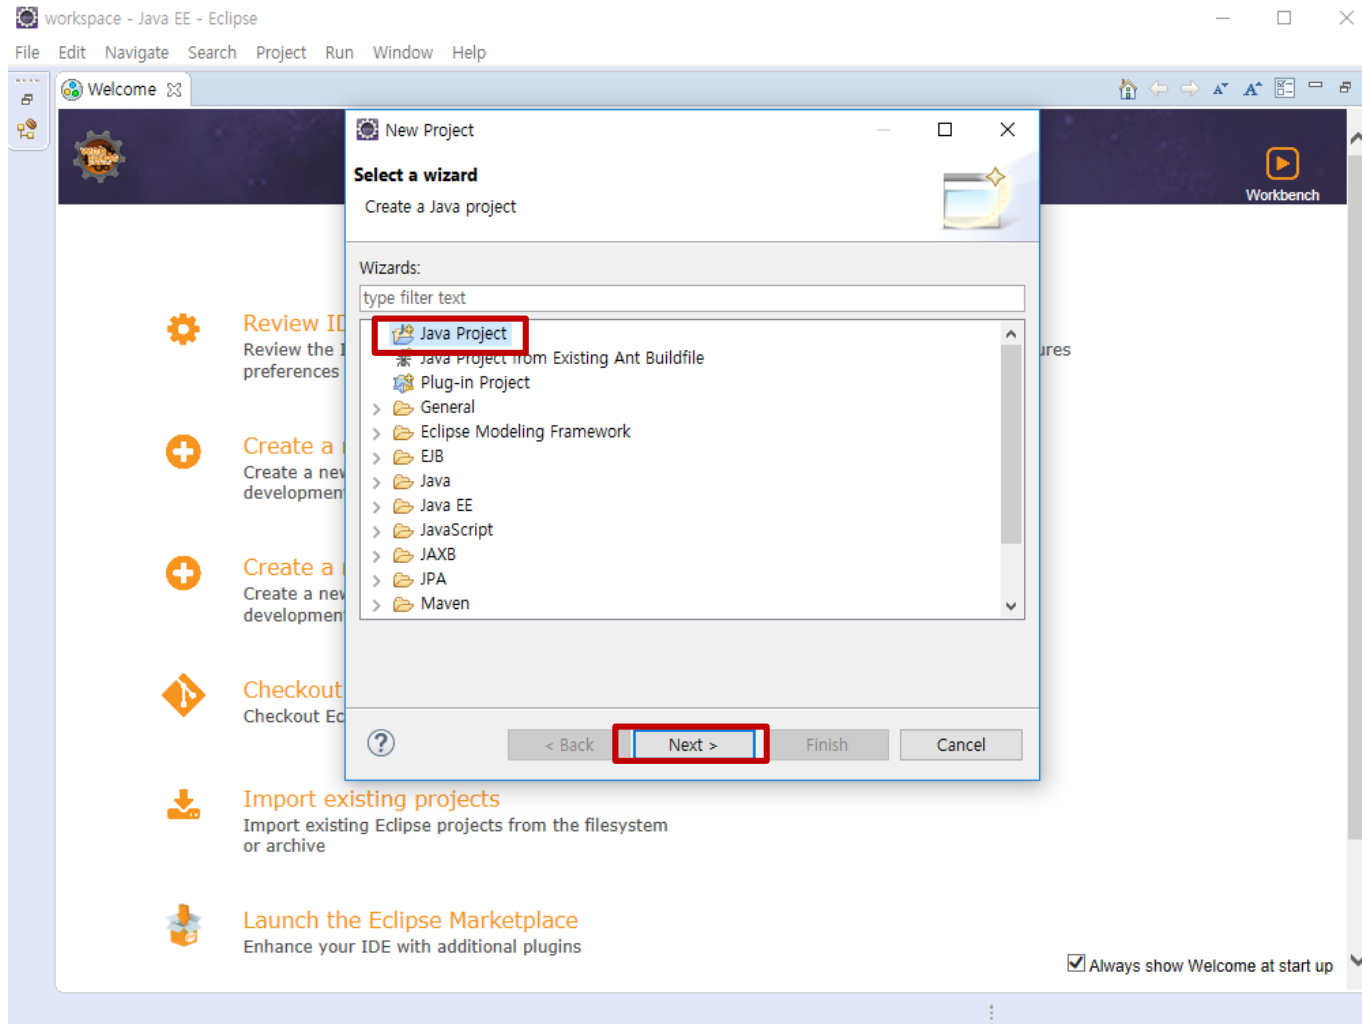 workspace - Java EE - Eclipse
File Edit Navigate Search Project Run Window Help
Welcome
Workbench
New Project
Select a wizard
Create a Java project
Wizards:
type filter text
Java Project
Java Project from Existing Ant Buildfile
Plug-in Project
General
Eclipse Modeling Framework
EJB
Java
Java EE
JavaScript
JAXB
JPA
Maven
< Back Next > Finish Cancel
Review
Review the
preferences
Create a
Create a
development
Create a
Create a
development
Checkout
Checkout
Import existing projects
Import existing Eclipse projects from the filesystem
or archive
Launch the Eclipse Marketplace
Enhance your IDE with additional plugins
Always show Welcome at start up